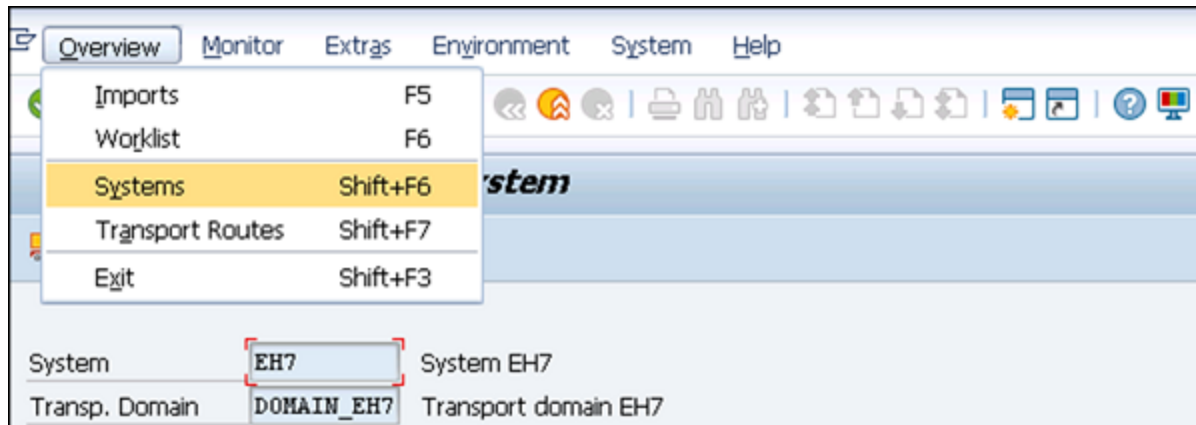 Overview Monitor Extras Environment System Help
Imports F5
Worklist F6
Systems Shift+F6
Transport Routes Shift+F7
Exit Shift+F3
System EH7 System EH7
Transp. Domain DOMAIN_EH7 Transport domain EH7